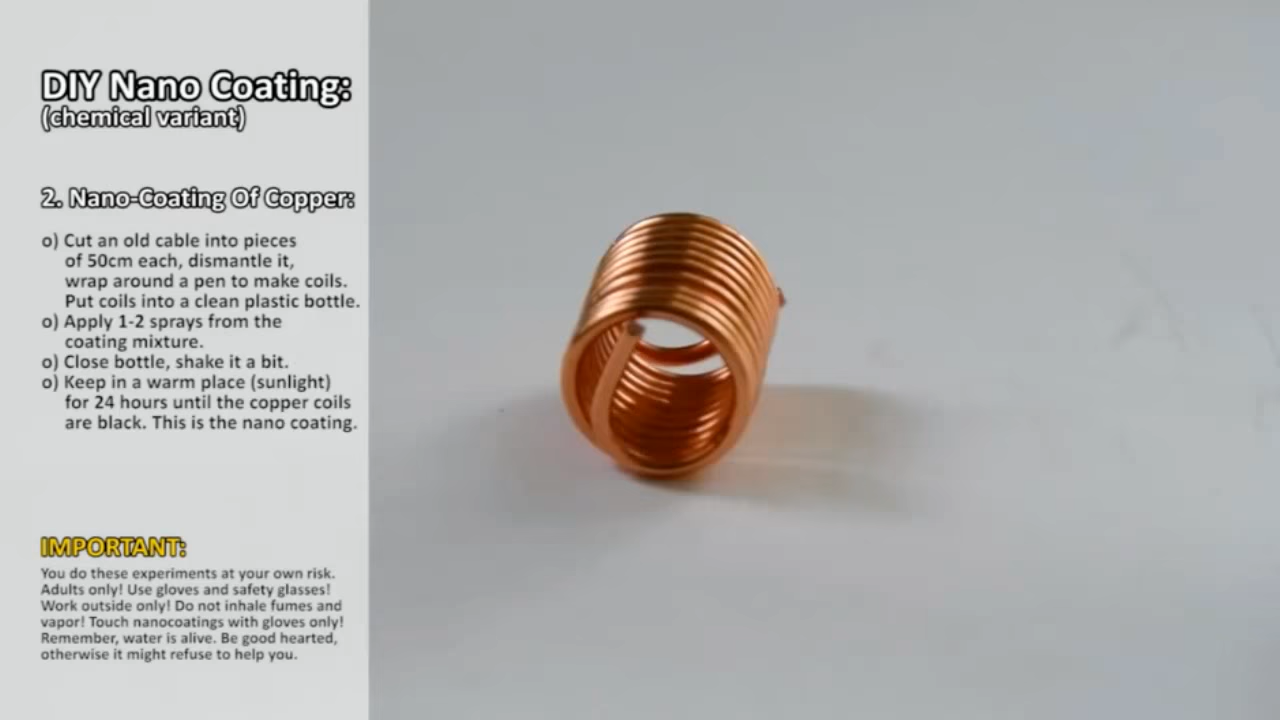 DIY Nano Coating:
(chemical variant)
2. Nano-Coating Of Copper:
o) Cut an old cable into pieces
of 50cm each, dismantle it,
wrap around a pen to make coils.
Put coils into a clean plastic bottle.
o) Apply 1-2 sprays from the
coating mixture.
o) Close bottle, shake it a bit.
o) Keep in a warm place (sunlight)
for 24 hours until the copper coils
are black. This is the nano coating.
IMPORTANT:
You do these experiments at your own risk.
Adults only! Use gloves and safety glasses!
Work outside only! Do not inhale fumes and
vapor! Touch nanocoatings with gloves only!
Remember, water is alive. Be good hearted,
otherwise it might refuse to help you.